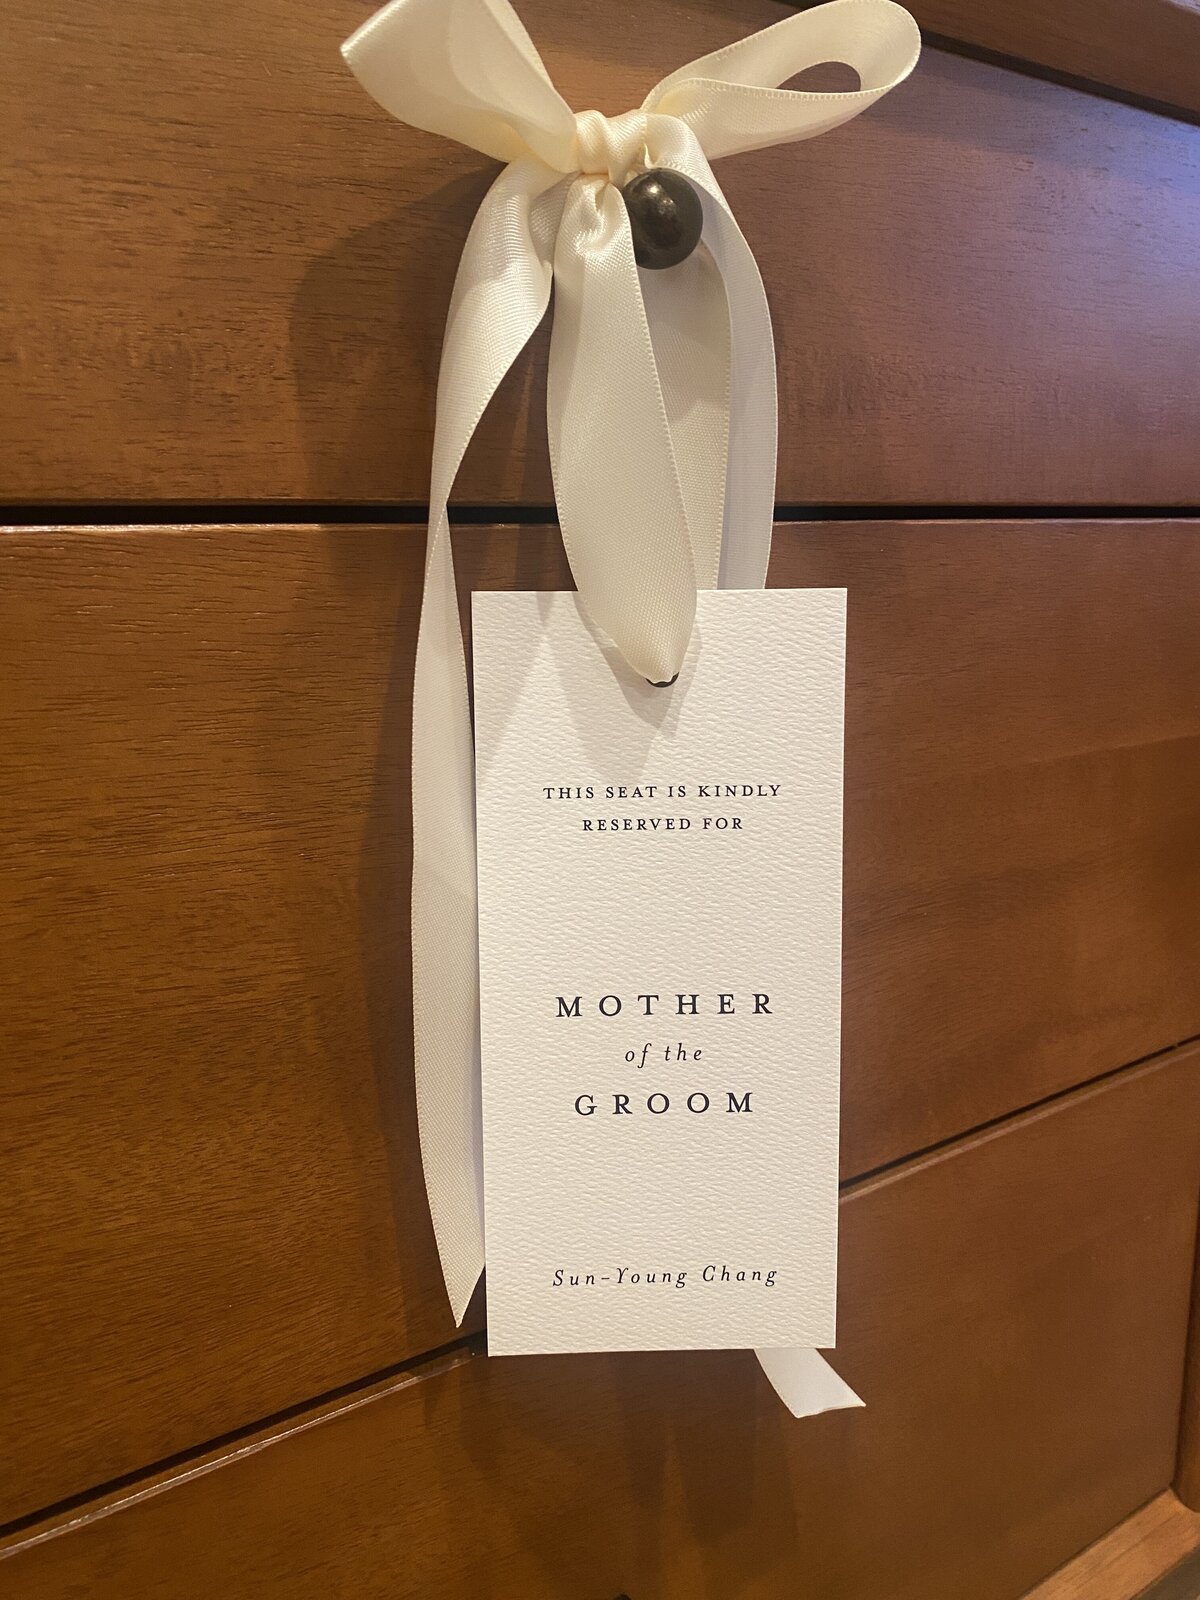 THIS SEAT IS KINDLY
RESERVED FOR
MOTHER
of the
GROOM
Sun-Young Chang